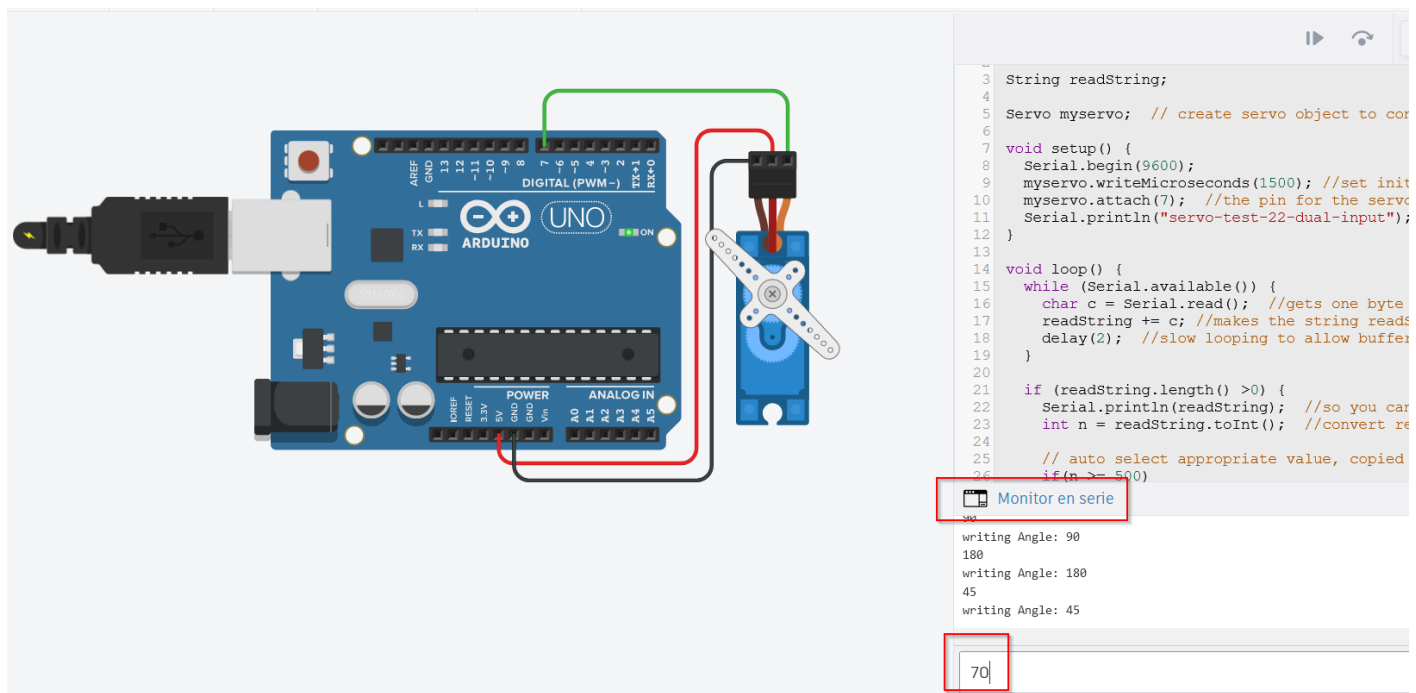 AREF
GND
13
12
~11
~10
~9
8
7
~6
~5
4
~3
2
TX→1
RX←0
DIGITAL (PWM~)
L
TX
RX
UNO
ARDUINO
ON
POWER
ANALOG IN
IOREF
RESET
3.3V
5V
GND
GND
Vin
A0
A1
A2
A3
A4
A5
3 String readString;
4
5 Servo myservo;  // create servo object to con
6
7 void setup() {
8   Serial.begin(9600);
9   myservo.writeMicroseconds(1500); //set init
10   myservo.attach(7);  //the pin for the servo
11   Serial.println("servo-test-22-dual-input");
12 }
13
14 void loop() {
15   while (Serial.available()) {
16     char c = Serial.read();  //gets one byte
17     readString += c; //makes the string readS
18     delay(2);  //slow looping to allow buffer
19   }
20
21   if (readString.length() >0) {
22     Serial.println(readString);  //so you can
23     int n = readString.toInt();  //convert re
24
25     // auto select appropriate value, copied
26     if(n >= 500)
Monitor en serie
90
writing Angle: 90
180
writing Angle: 180
45
writing Angle: 45
70